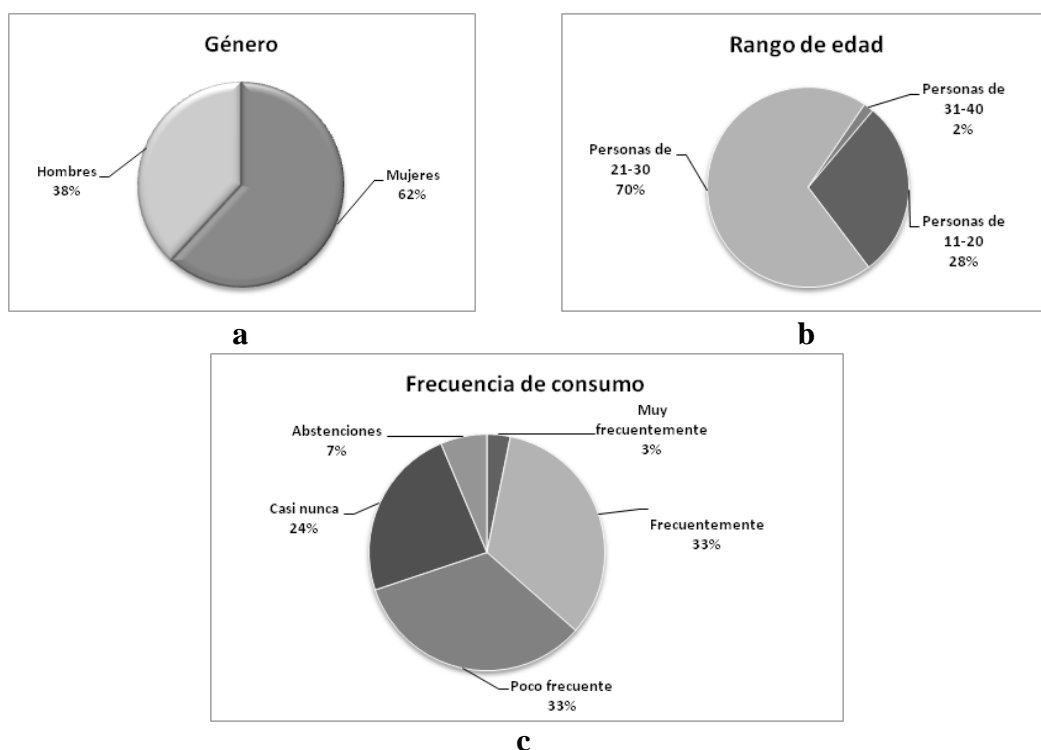 Género
Hombres
38%
Mujeres
62%
a
Rango de edad
Personas de
31-40
2%
Personas de
21-30
70%
Personas de
11-20
28%
b
Frecuencia de consumo
Muy
frecuentemente
3%
Abstenciones
7%
Casi nunca
24%
Frecuentemente
33%
Poco frecuente
33%
c